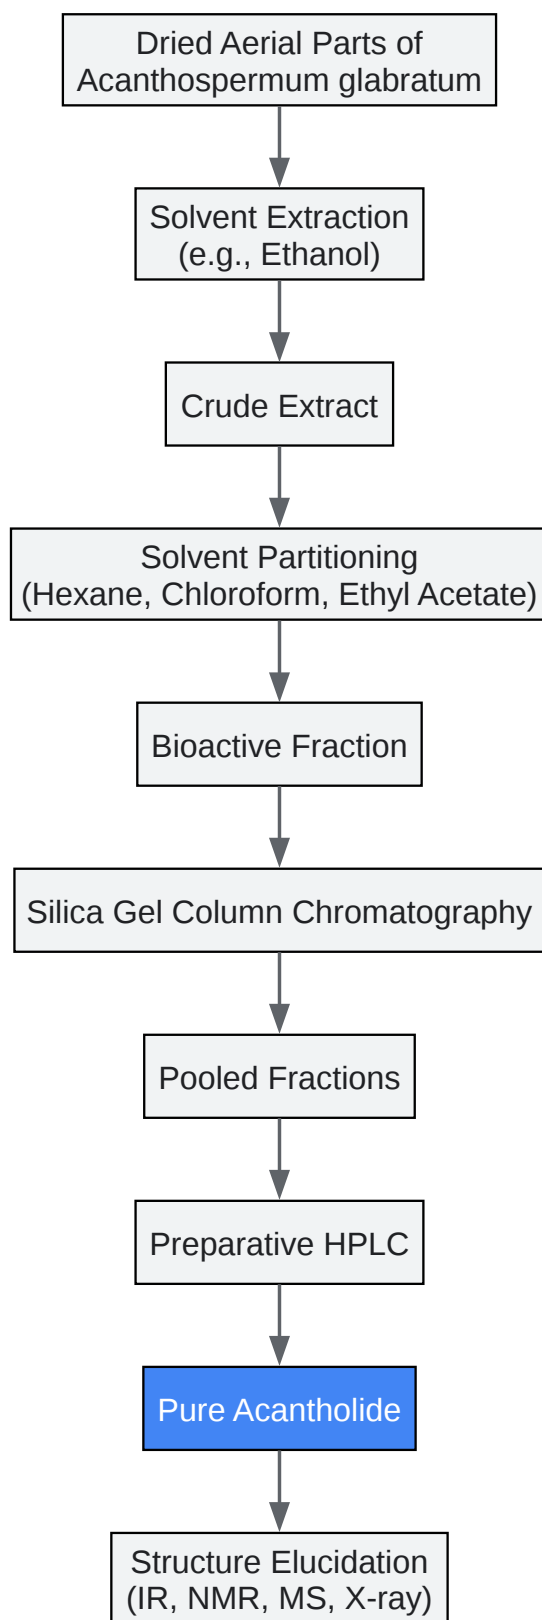 Dried Aerial Parts of
Acanthospermum glabratum
Solvent Extraction
(e.g., Ethanol)
Crude Extract
Solvent Partitioning
(Hexane, Chloroform, Ethyl Acetate)
Bioactive Fraction
Silica Gel Column Chromatography
Pooled Fractions
Preparative HPLC
Pure Acantholide
Structure Elucidation
(IR, NMR, MS, X-ray)